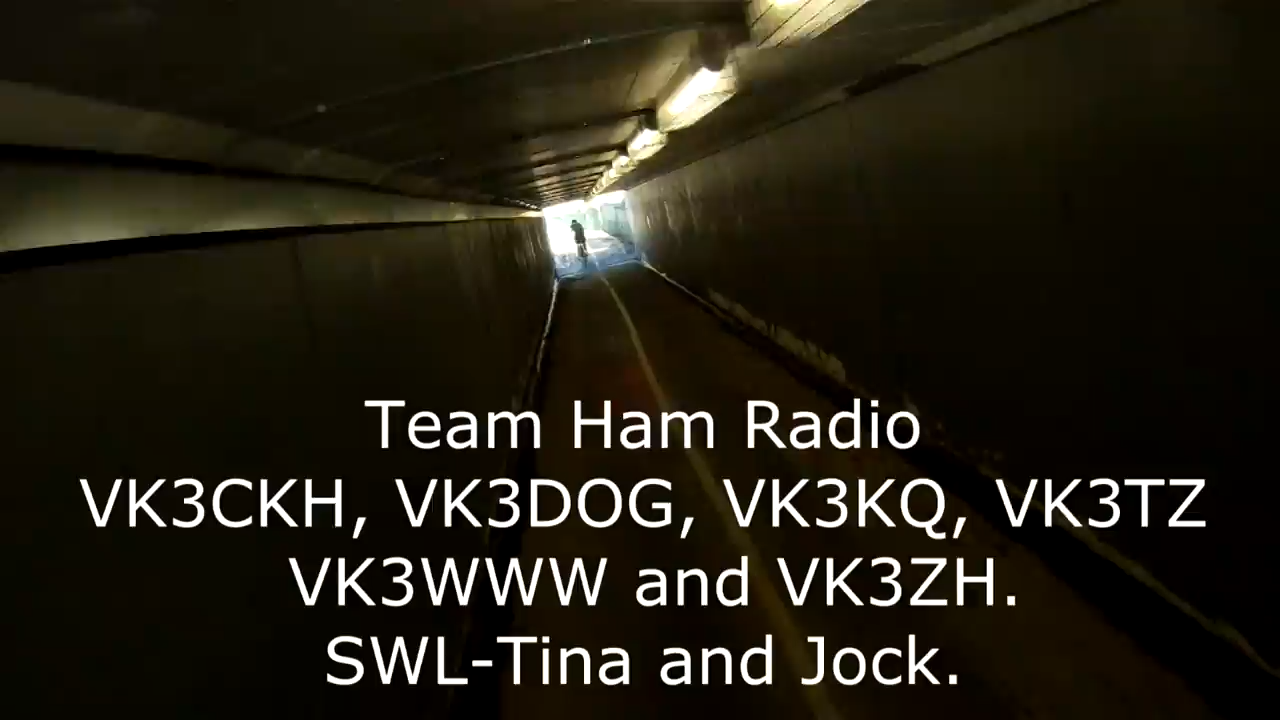 Team Ham Radio
VK3CKH, VK3DOG, VK3KQ, VK3TZ
VK3WWW and VK3ZH.
SWL-Tina and Jock.